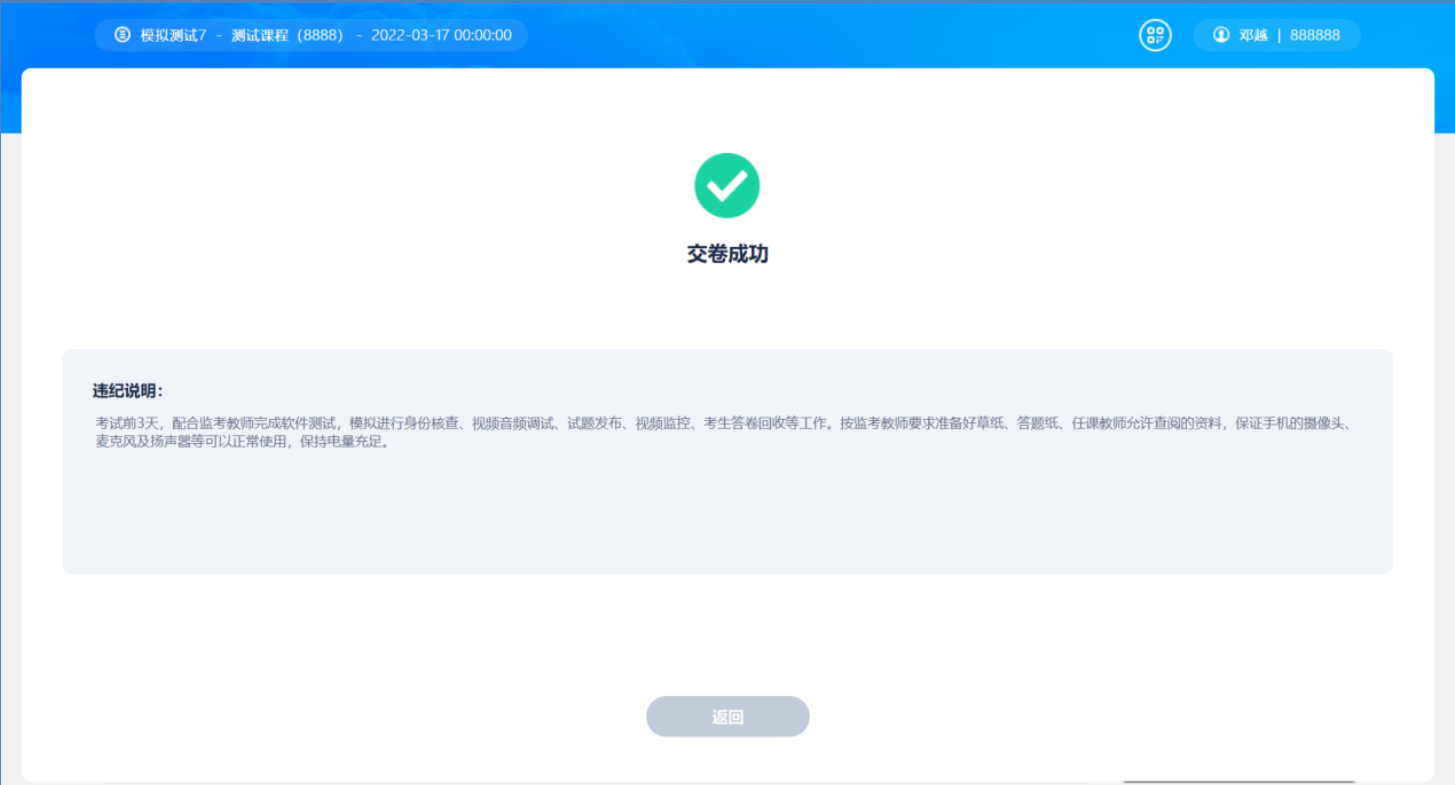 模拟测试7 - 测试课程（8888） - 2022-03-17 00:00:00
邓越 | 888888
交卷成功
违纪说明：
考试前3天，配合监考教师完成软件测试，模拟进行身份核查、视频音频调试、试题发布、视频监控、考生答卷回收等工作。按监考教师要求准备好草纸、答题纸、任课教师允许查阅的资料，保证手机的摄像头、
麦克风及扬声器等可以正常使用，保持电量充足。
返回